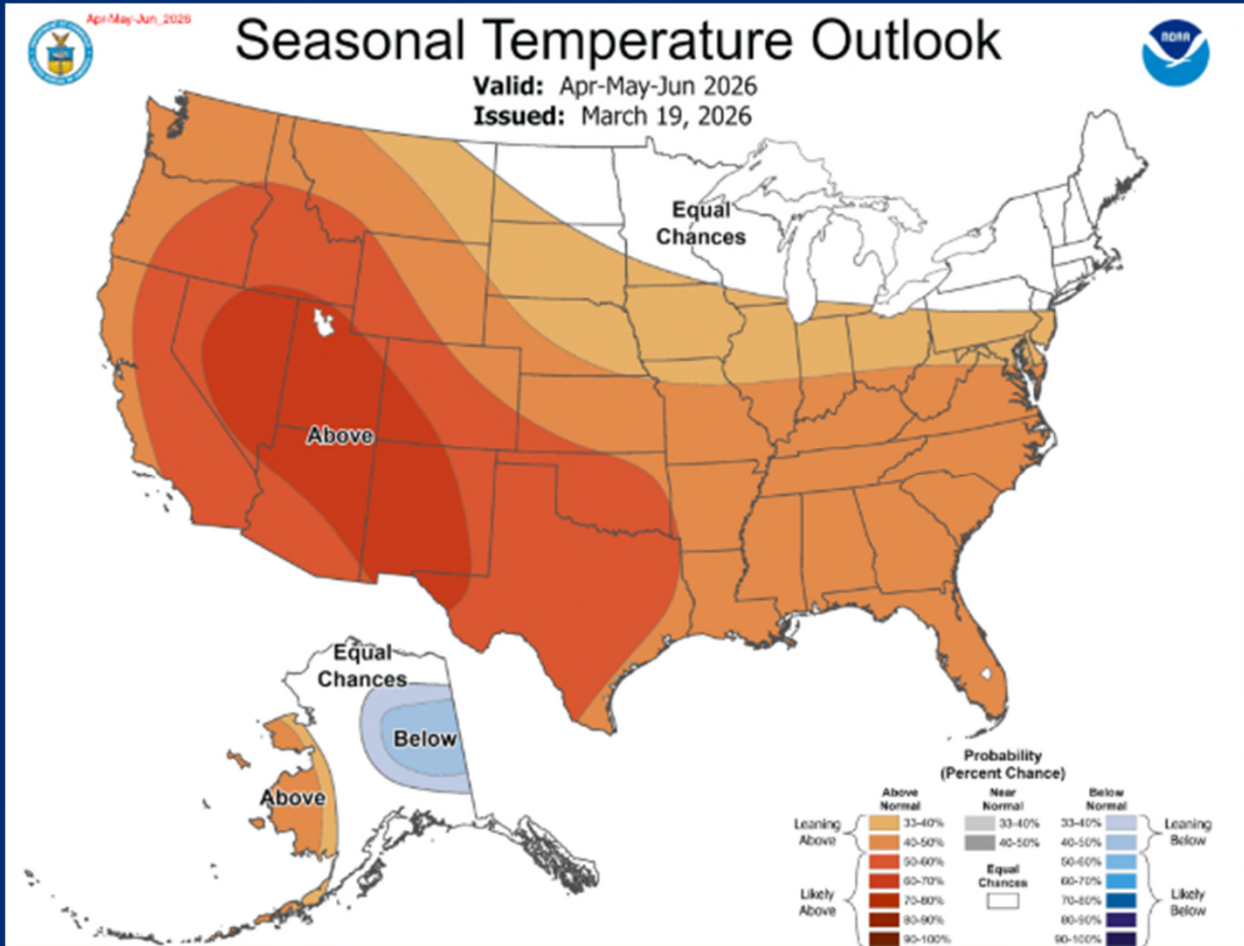 Apr-May-Jun_2026
Seasonal Temperature Outlook
NOAA
Valid: Apr-May-Jun 2026
Issued: March 19, 2026
Equal
Chances
Above
Equal
Chances
Below
Above
Probability
(Percent Chance)
Above
Normal
Near
Normal
Below
Normal
Leaning
Above
33-40%
40-50%
33-40%
40-50%
33-40%
40-50%
Leaning
Below
Likely
Above
50-60%
60-70%
70-80%
80-90%
90-100%
Equal
Chances
50-60%
60-70%
70-80%
80-90%
90-100%
Likely
Below